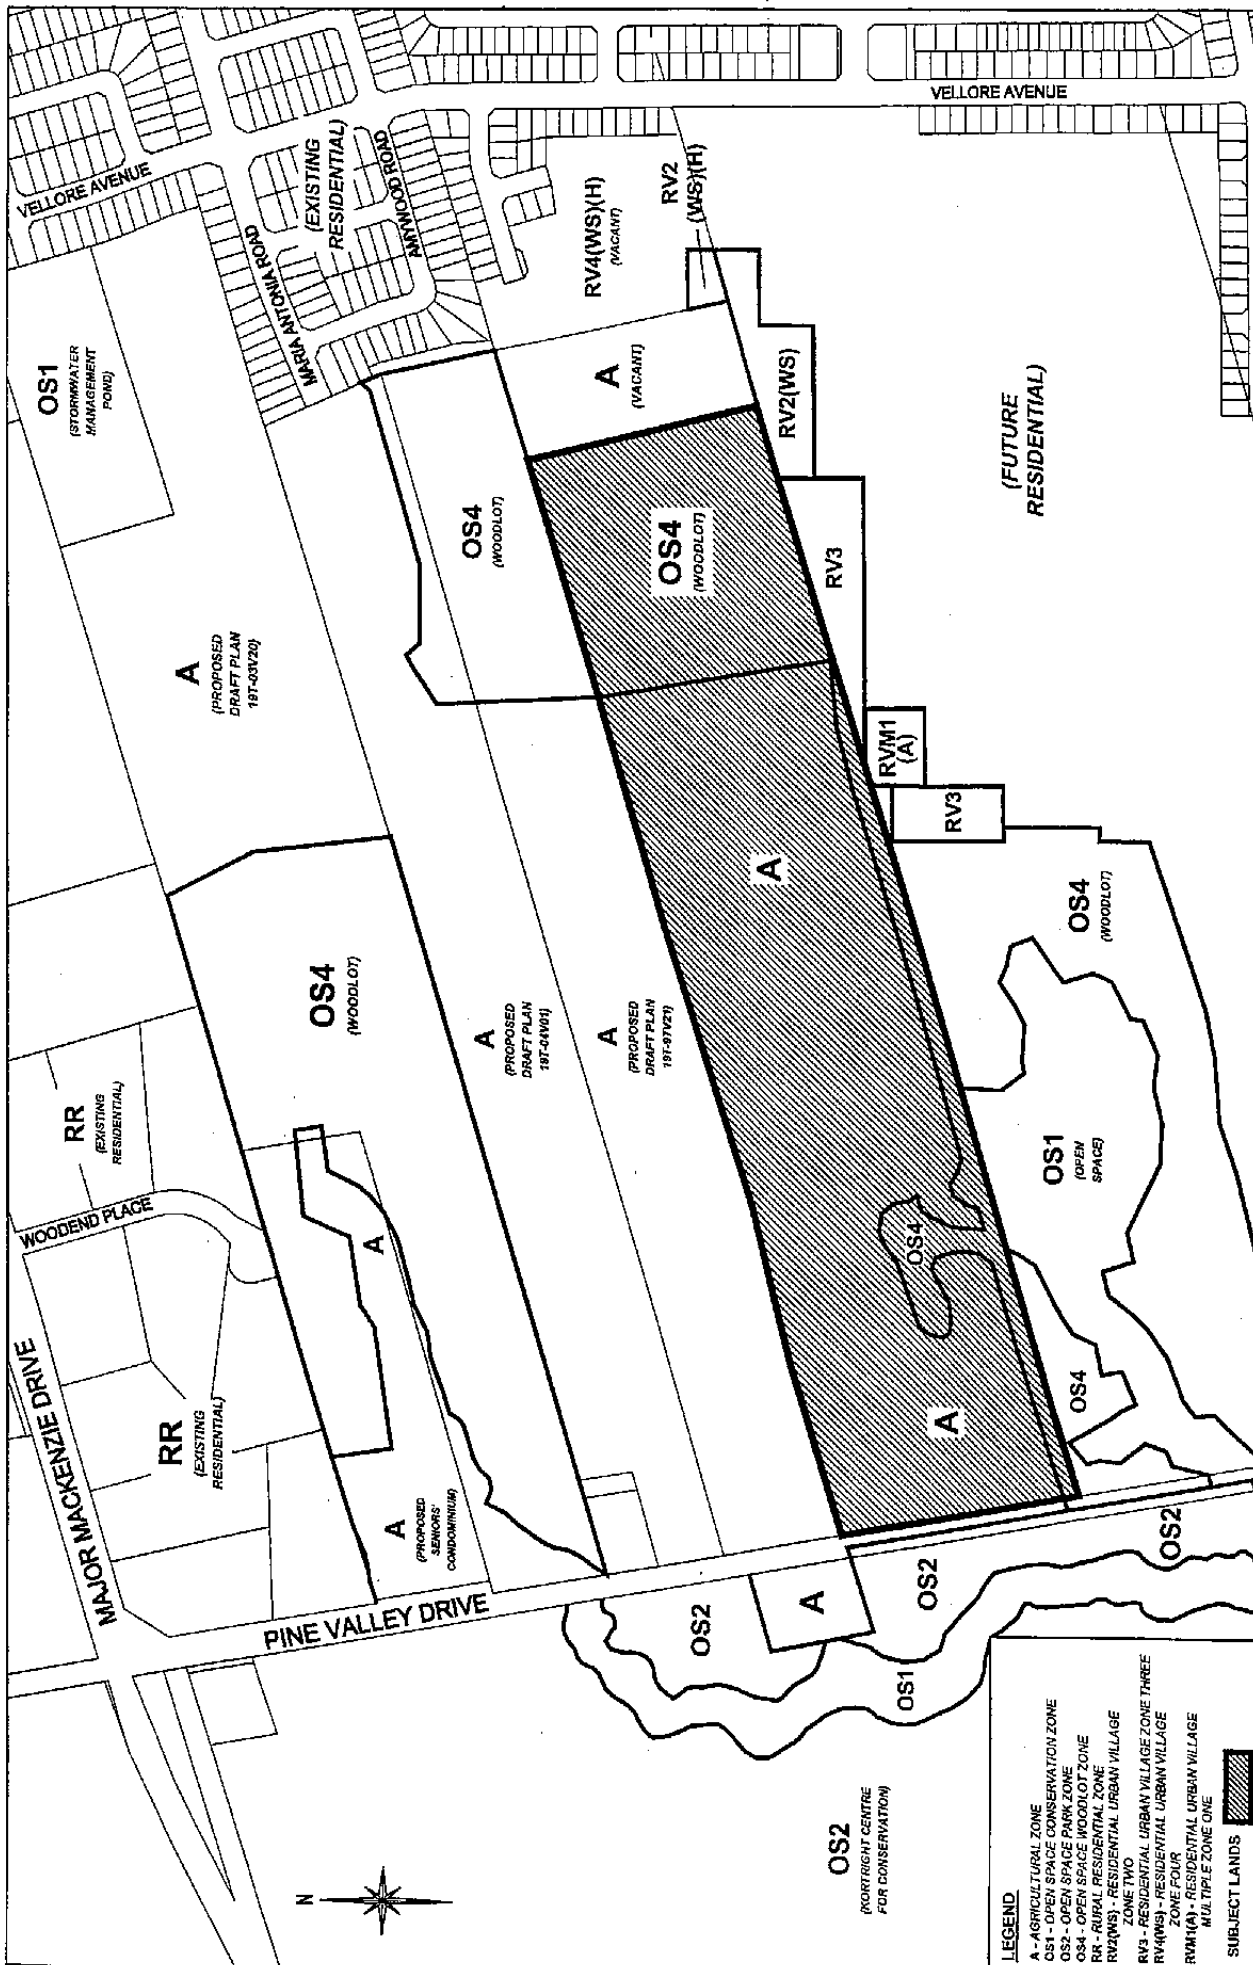 VELLORE AVENUE
VELLORE AVENUE
(EXISTING
RESIDENTIAL)
MARIA ANTONIA ROAD
AMYWOOD ROAD
OS1
(STORMWATER
MANAGEMENT
POND)
RV4(WS)(H)
(VACANT)
RV2
(WS)(H)
A
(VACANT)
RV2(WS)
(FUTURE
RESIDENTIAL)
OS4
(WOODLOT)
OS4
(WOODLOT)
RV3
A
(PROPOSED
DRAFT PLAN
19T-03V20)
RVM1
(A)
RV3
A
OS4
(WOODLOT)
OS4
(WOODLOT)
A
(PROPOSED
DRAFT PLAN
19T-04V01)
A
(PROPOSED
DRAFT PLAN
19T-97V21)
RR
(EXISTING
RESIDENTIAL)
OS1
(OPEN
SPACE)
WOODEND PLACE
A
OS4
OS4
MAJOR MACKENZIE DRIVE
RR
(EXISTING
RESIDENTIAL)
A
A
(PROPOSED
SENIORS'
CONDOMINIUM)
PINE VALLEY DRIVE
OS2
A
OS2
OS2
OS1
OS2
(KORTRIGHT CENTRE
FOR CONSERVATION)
N
LEGEND
A - AGRICULTURAL ZONE
OS1 - OPEN SPACE CONSERVATION ZONE
OS2 - OPEN SPACE PARK ZONE
OS4 - OPEN SPACE WOODLOT ZONE
RR - RURAL RESIDENTIAL ZONE
RV2(WS) - RESIDENTIAL URBAN VILLAGE
ZONE TWO
RV3 - RESIDENTIAL URBAN VILLAGE ZONE THREE
RV4(WS) - RESIDENTIAL URBAN VILLAGE
ZONE FOUR
RVM1(A) - RESIDENTIAL URBAN VILLAGE
MULTIPLE ZONE ONE
SUBJECT LANDS